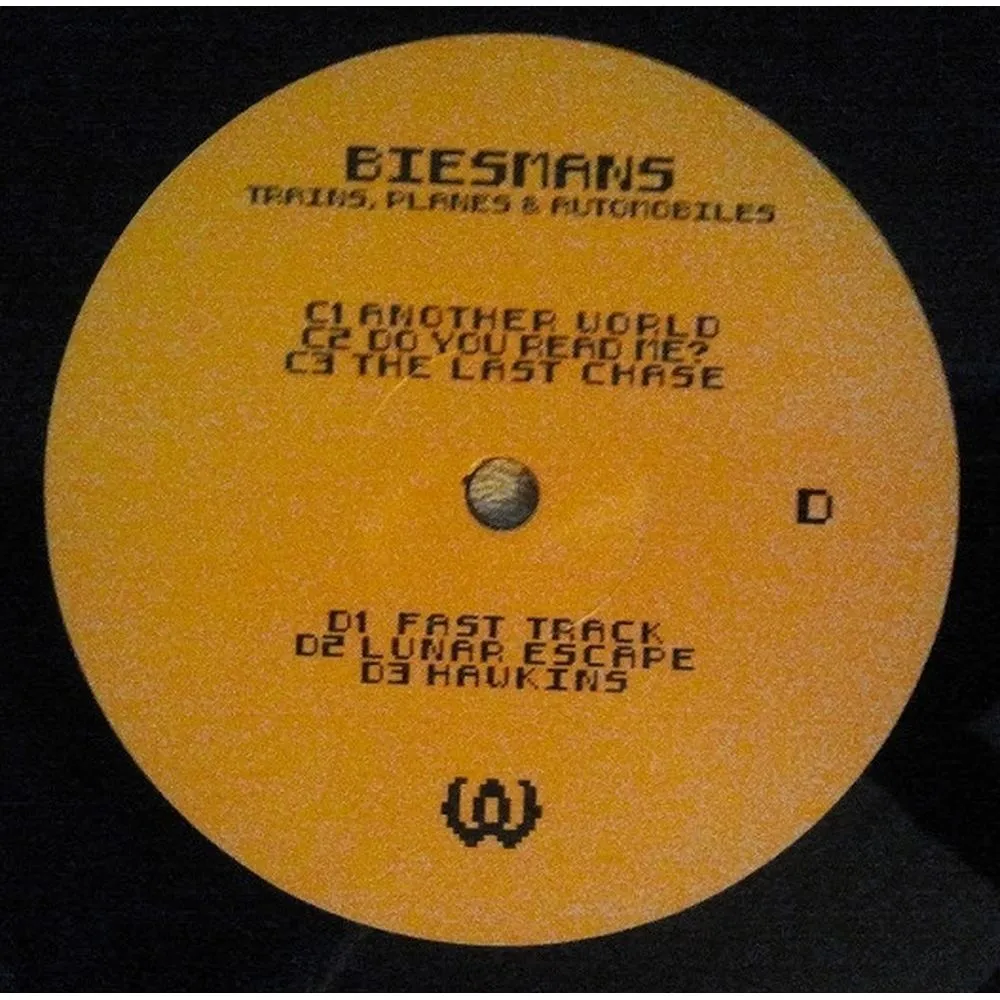 BIESMANS
TRAINS, PLANES & AUTOMOBILES
C1 ANOTHER WORLD
C2 DO YOU READ ME?
C3 THE LAST CHASE
D
D1 FAST TRACK
D2 LUNAR ESCAPE
D3 HAWKINS